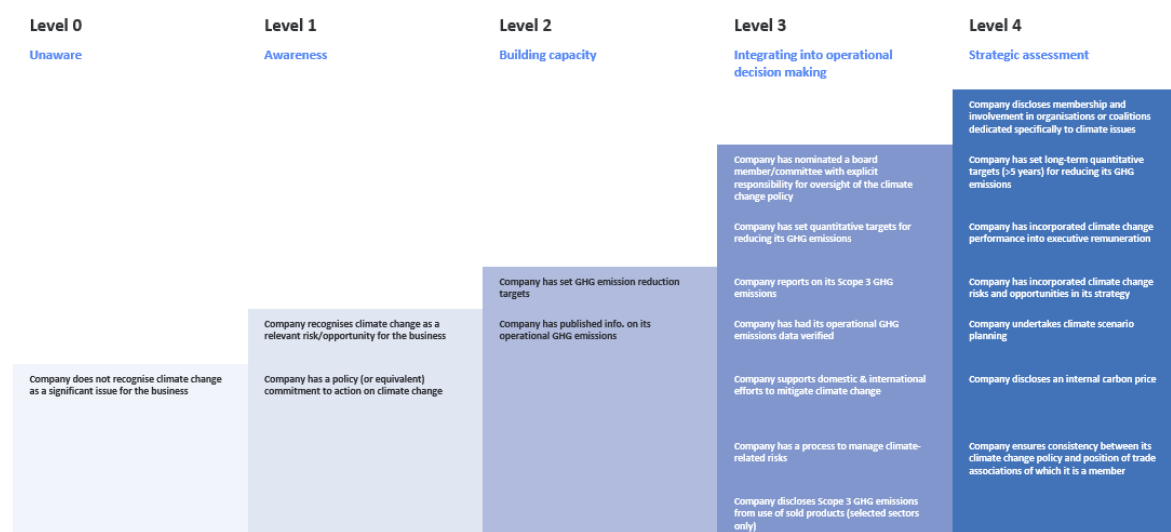 Level 0
Unaware
Company does not recognise climate change
as a significant issue for the business
Level 1
Awareness
Company recognises climate change as a
relevant risk/opportunity for the business
Company has a policy (or equivalent)
commitment to action on climate change
Level 2
Building capacity
Company has set GHG emission reduction
targets
Company has published info. on its
operational GHG emissions
Level 3
Integrating into operational
decision making
Company has nominated a board
member/committee with explicit
responsibility for oversight of the climate
change policy
Company has set quantitative targets for
reducing its GHG emissions
Company reports on its Scope 3 GHG
emissions
Company has had its operational GHG
emissions data verified
Company supports domestic & international
efforts to mitigate climate change
Company has a process to manage climate-
related risks
Company discloses Scope 3 GHG emissions
from use of sold products (selected sectors
only)
Level 4
Strategic assessment
Company discloses membership and
involvement in organisations or coalitions
dedicated specifically to climate issues
Company has set long-term quantitative
targets (>5 years) for reducing its GHG
emissions
Company has incorporated climate change
performance into executive remuneration
Company has incorporated climate change
risks and opportunities in its strategy
Company undertakes climate scenario
planning
Company discloses an internal carbon price
Company ensures consistency between its
climate change policy and position of trade
associations of which it is a member